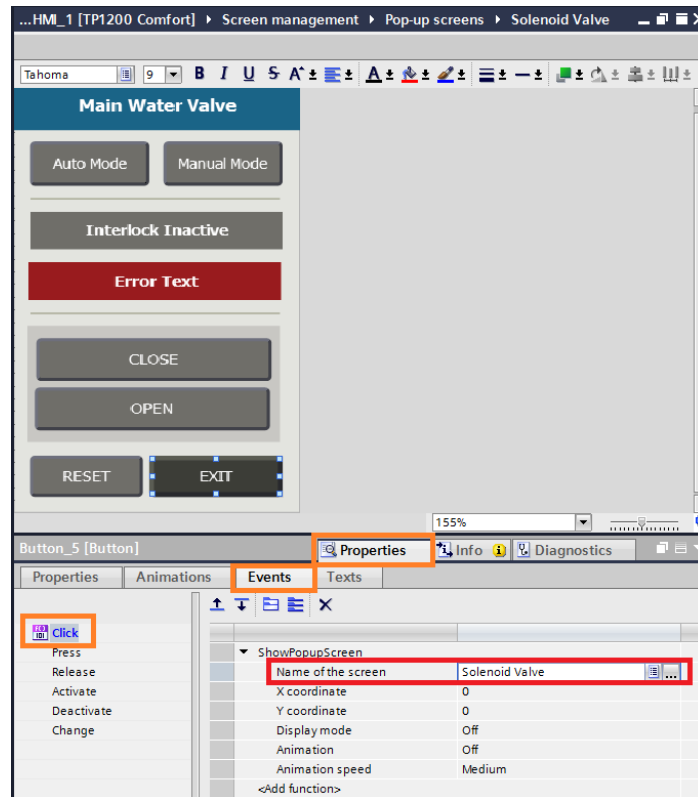 ...HMI_1 [TP1200 Comfort] ▸ Screen management ▸ Pop-up screens ▸ Solenoid Valve
Tahoma 9 B I U S A
Main Water Valve
Auto Mode Manual Mode
Interlock Inactive
Error Text
CLOSE
OPEN
RESET EXIT
155%
Button_5 [Button] Properties Info Diagnostics
Properties Animations Events Texts
Click
Press
Release
Activate
Deactivate
Change
ShowPopupScreen
Name of the screen Solenoid Valve ...
X coordinate 0
Y coordinate 0
Display mode Off
Animation Off
Animation speed Medium
<Add function>